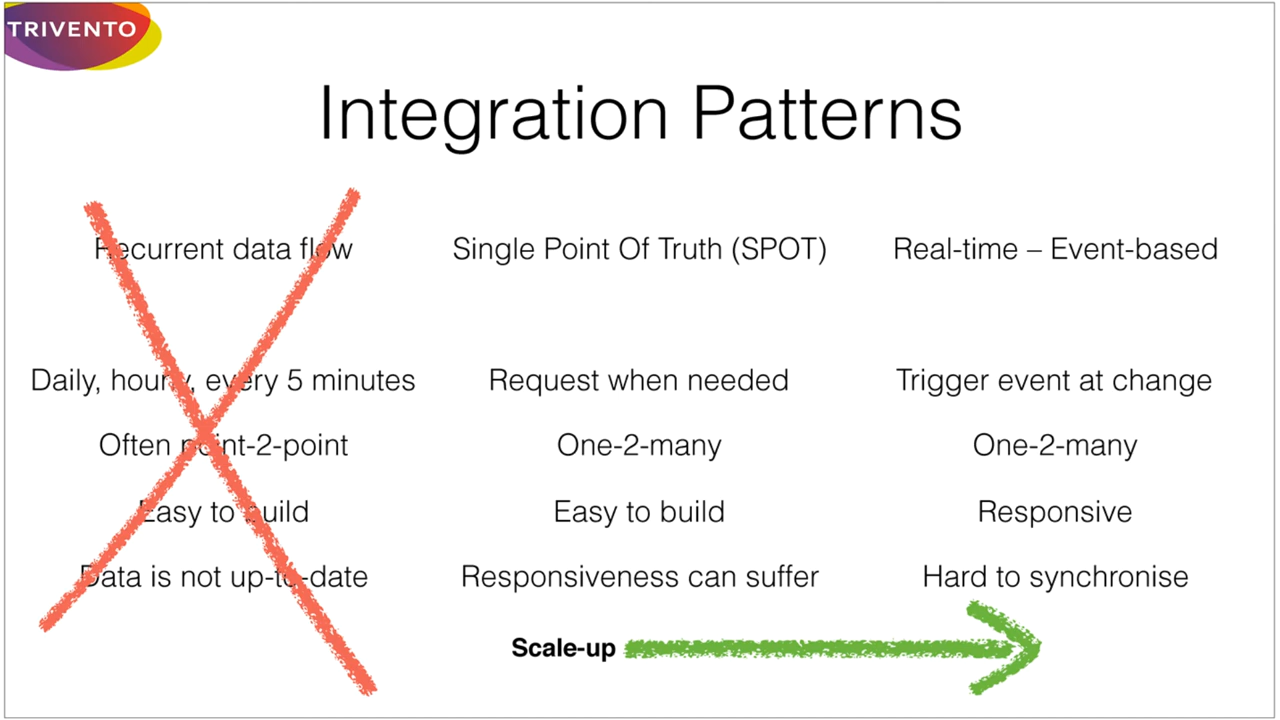 TRIVENTO
Integration Patterns
Recurrent data flow
Single Point Of Truth (SPOT)
Real-time – Event-based
Daily, hourly, every 5 minutes
Request when needed
Trigger event at change
Often point-2-point
One-2-many
One-2-many
Easy to build
Easy to build
Responsive
Data is not up-to-date
Responsiveness can suffer
Hard to synchronise
Scale-up